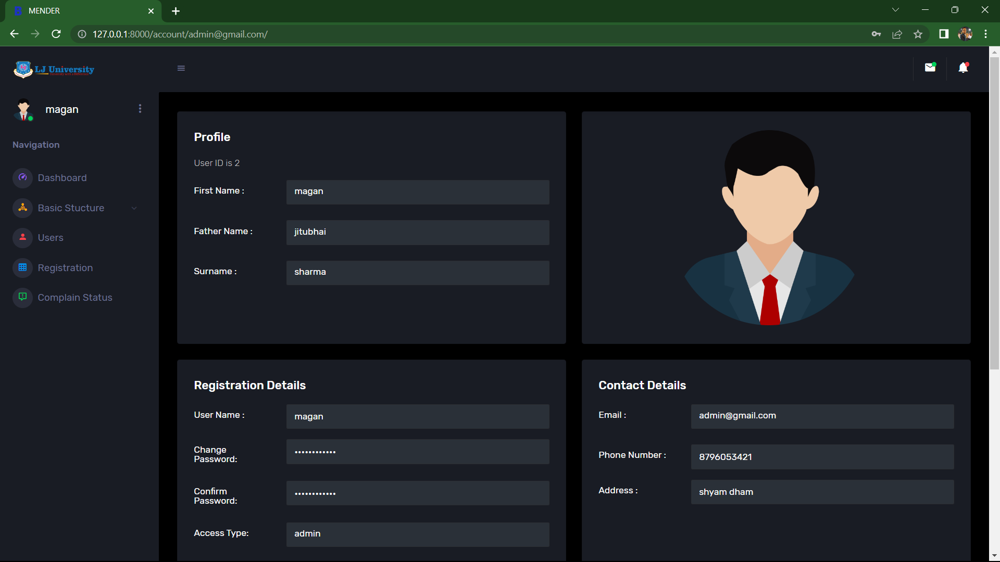 MENDER
127.0.0.1:8000/account/admin@gmail.com/
LJ University
University with a Difference
magan
Navigation
Dashboard
Basic Stucture
Users
Registration
Complain Status
Profile
User ID is 2
First Name :
magan
Father Name :
jitubhai
Surname :
sharma
Registration Details
User Name :
magan
Change
Password:
••••••••••••
Confirm
Password:
••••••••••••
Access Type:
admin
Contact Details
Email :
admin@gmail.com
Phone Number :
8796053421
Address :
shyam dham